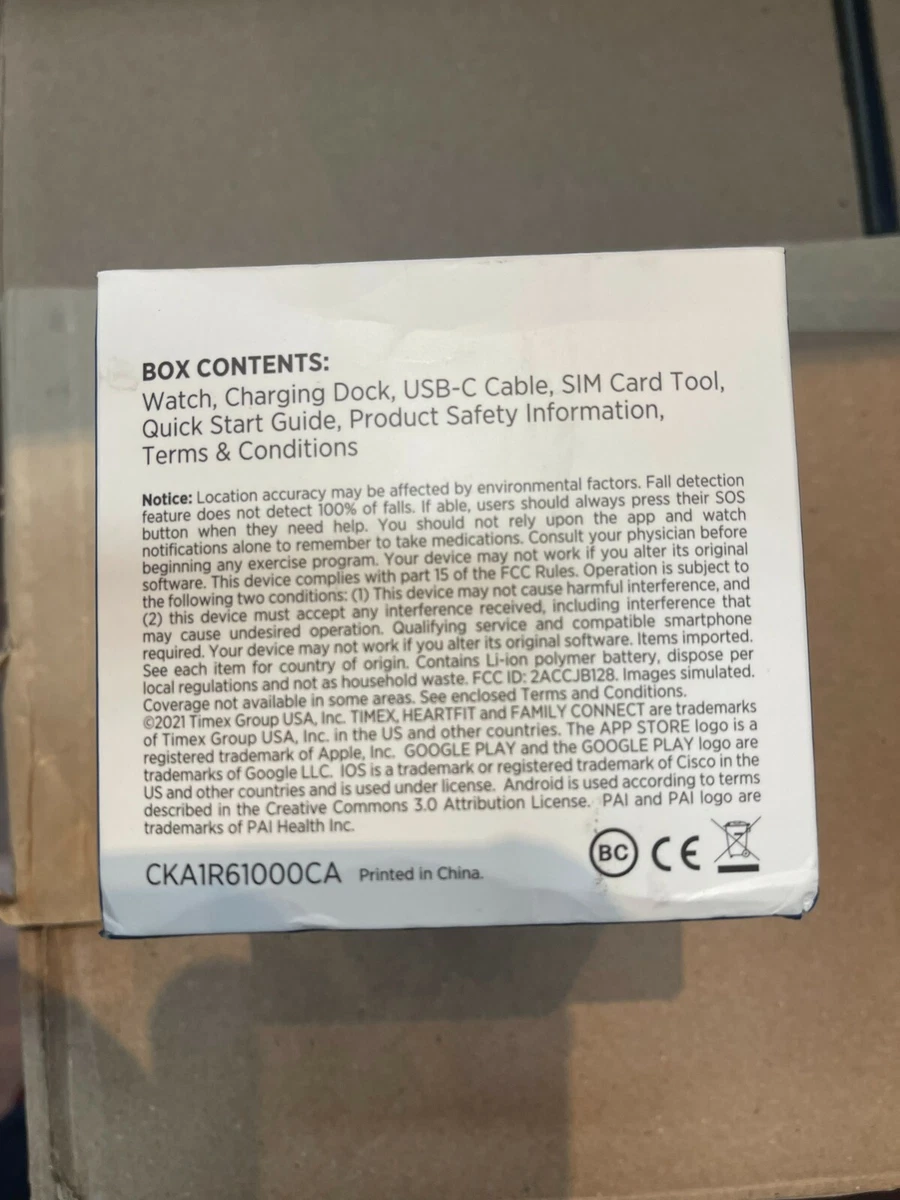 BOX CONTENTS:
Watch, Charging Dock, USB-C Cable, SIM Card Tool,
Quick Start Guide, Product Safety Information,
Terms & Conditions
Notice: Location accuracy may be affected by environmental factors. Fall detection
feature does not detect 100% of falls. If able, users should always press their SOS
button when they need help. You should not rely upon the app and watch
notifications alone to remember to take medications. Consult your physician before
beginning any exercise program. Your device may not work if you alter its original
software. This device complies with part 15 of the FCC Rules. Operation is subject to
the following two conditions: (1) This device may not cause harmful interference, and
(2) this device must accept any interference received, including interference that
may cause undesired operation. Qualifying service and compatible smartphone
required. Your device may not work if you alter its original software. Items imported.
See each item for country of origin. Contains Li-ion polymer battery, dispose per
local regulations and not as household waste. FCC ID: 2ACCJB128. Images simulated.
Coverage not available in some areas. See enclosed Terms and Conditions.
©2021 Timex Group USA, Inc. TIMEX, HEARTFIT and FAMILY CONNECT are trademarks
of Timex Group USA, Inc. in the US and other countries. The APP STORE logo is a
registered trademark of Apple, Inc. GOOGLE PLAY and the GOOGLE PLAY logo are
trademarks of Google LLC. IOS is a trademark or registered trademark of Cisco in the
US and other countries and is used under license. Android is used according to terms
described in the Creative Commons 3.0 Attribution License. PAI and PAI logo are
trademarks of PAI Health Inc.
CKA1R61000CA Printed in China. BC CE